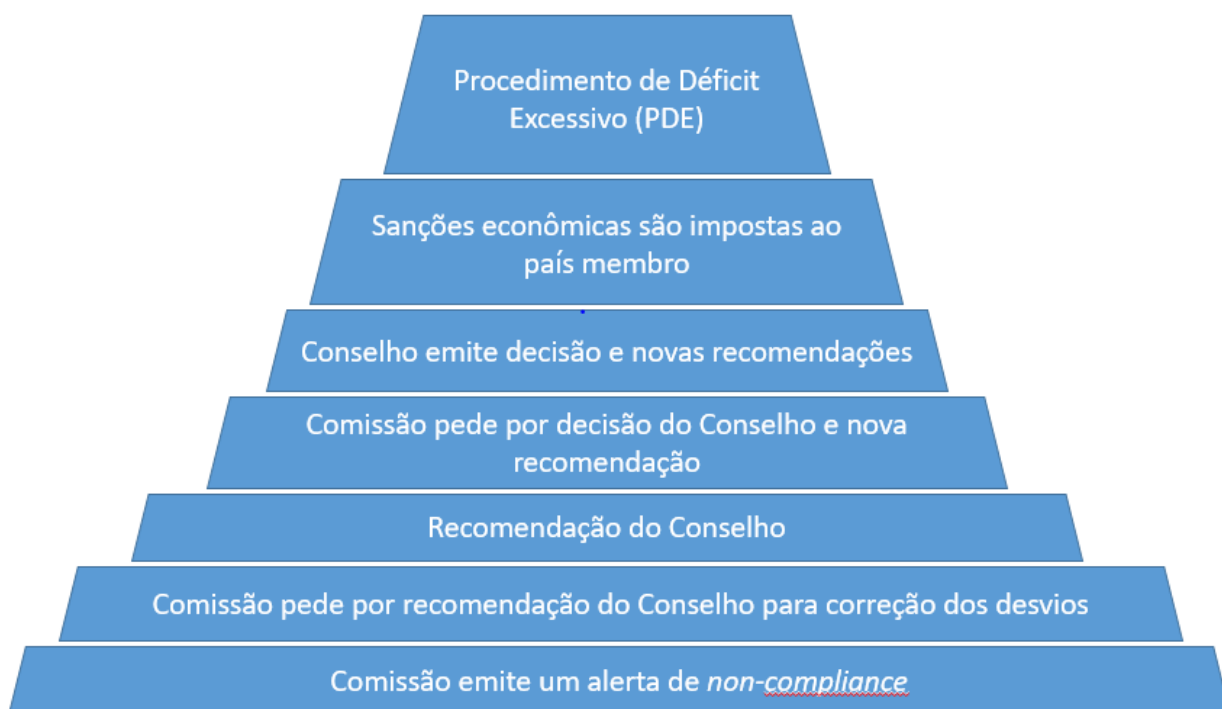 Procedimento de Déficit
Excessivo (PDE)
Sanções econômicas são impostas ao
país membro
Conselho emite decisão e novas recomendações
Comissão pede por decisão do Conselho e nova
recomendação
Recomendação do Conselho
Comissão pede por recomendação do Conselho para correção dos desvios
Comissão emite um alerta de non-compliance